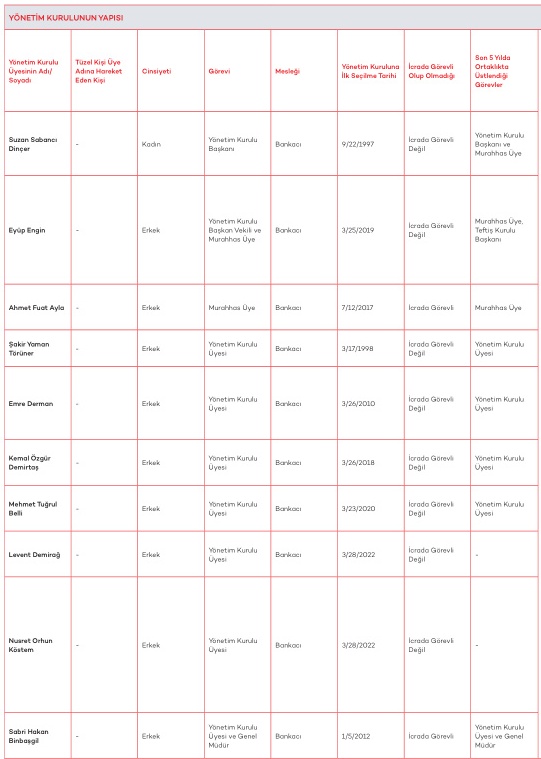 YÖNETİM KURULUNUN YAPISI
Yönetim Kurulu
Üyesinin Adı/
Soyadı
Tüzel Kişi Üye
Adına Hareket
Eden Kişi
Cinsiyeti
Görevi
Mesleği
Yönetim Kuruluna
İlk Seçilme Tarihi
İcrada Görevli
Olup Olmadığı
Son 5 Yılda
Ortaklıkta
Üstlendiği
Görevler
Suzan Sabancı
Dinçer
-
Kadın
Yönetim Kurulu
Başkanı
Bankacı
9/22/1997
İcrada Görevli
Değil
Yönetim Kurulu
Başkanı ve
Murahhas Üye
Eyüp Engin
-
Erkek
Yönetim Kurulu
Başkan Vekili ve
Murahhas Üye
Bankacı
3/25/2019
İcrada Görevli
Değil
Murahhas Üye,
Teftiş Kurulu
Başkanı
Ahmet Fuat Ayla
-
Erkek
Murahhas Üye
Bankacı
7/12/2017
İcrada Görevli
Murahhas Üye
Şakir Yaman
Törüner
-
Erkek
Yönetim Kurulu
Üyesi
Bankacı
3/17/1998
İcrada Görevli
Değil
Yönetim Kurulu
Üyesi
Emre Derman
-
Erkek
Yönetim Kurulu
Üyesi
Bankacı
3/26/2010
İcrada Görevli
Değil
Yönetim Kurulu
Üyesi
Kemal Özgür
Demirtaş
-
Erkek
Yönetim Kurulu
Üyesi
Bankacı
3/26/2018
İcrada Görevli
Değil
Yönetim Kurulu
Üyesi
Mehmet Tuğrul
Belli
-
Erkek
Yönetim Kurulu
Üyesi
Bankacı
3/23/2020
İcrada Görevli
Değil
Yönetim Kurulu
Üyesi
Levent Demirağ
-
Erkek
Yönetim Kurulu
Üyesi
Bankacı
3/28/2022
İcrada Görevli
Değil
-
Nusret Orhun
Köstem
-
Erkek
Yönetim Kurulu
Üyesi
Bankacı
3/28/2022
İcrada Görevli
Değil
-
Sabri Hakan
Binbaşgil
-
Erkek
Yönetim Kurulu
Üyesi ve Genel
Müdür
Bankacı
1/5/2012
İcrada Görevli
Yönetim Kurulu
Üyesi ve Genel
Müdür